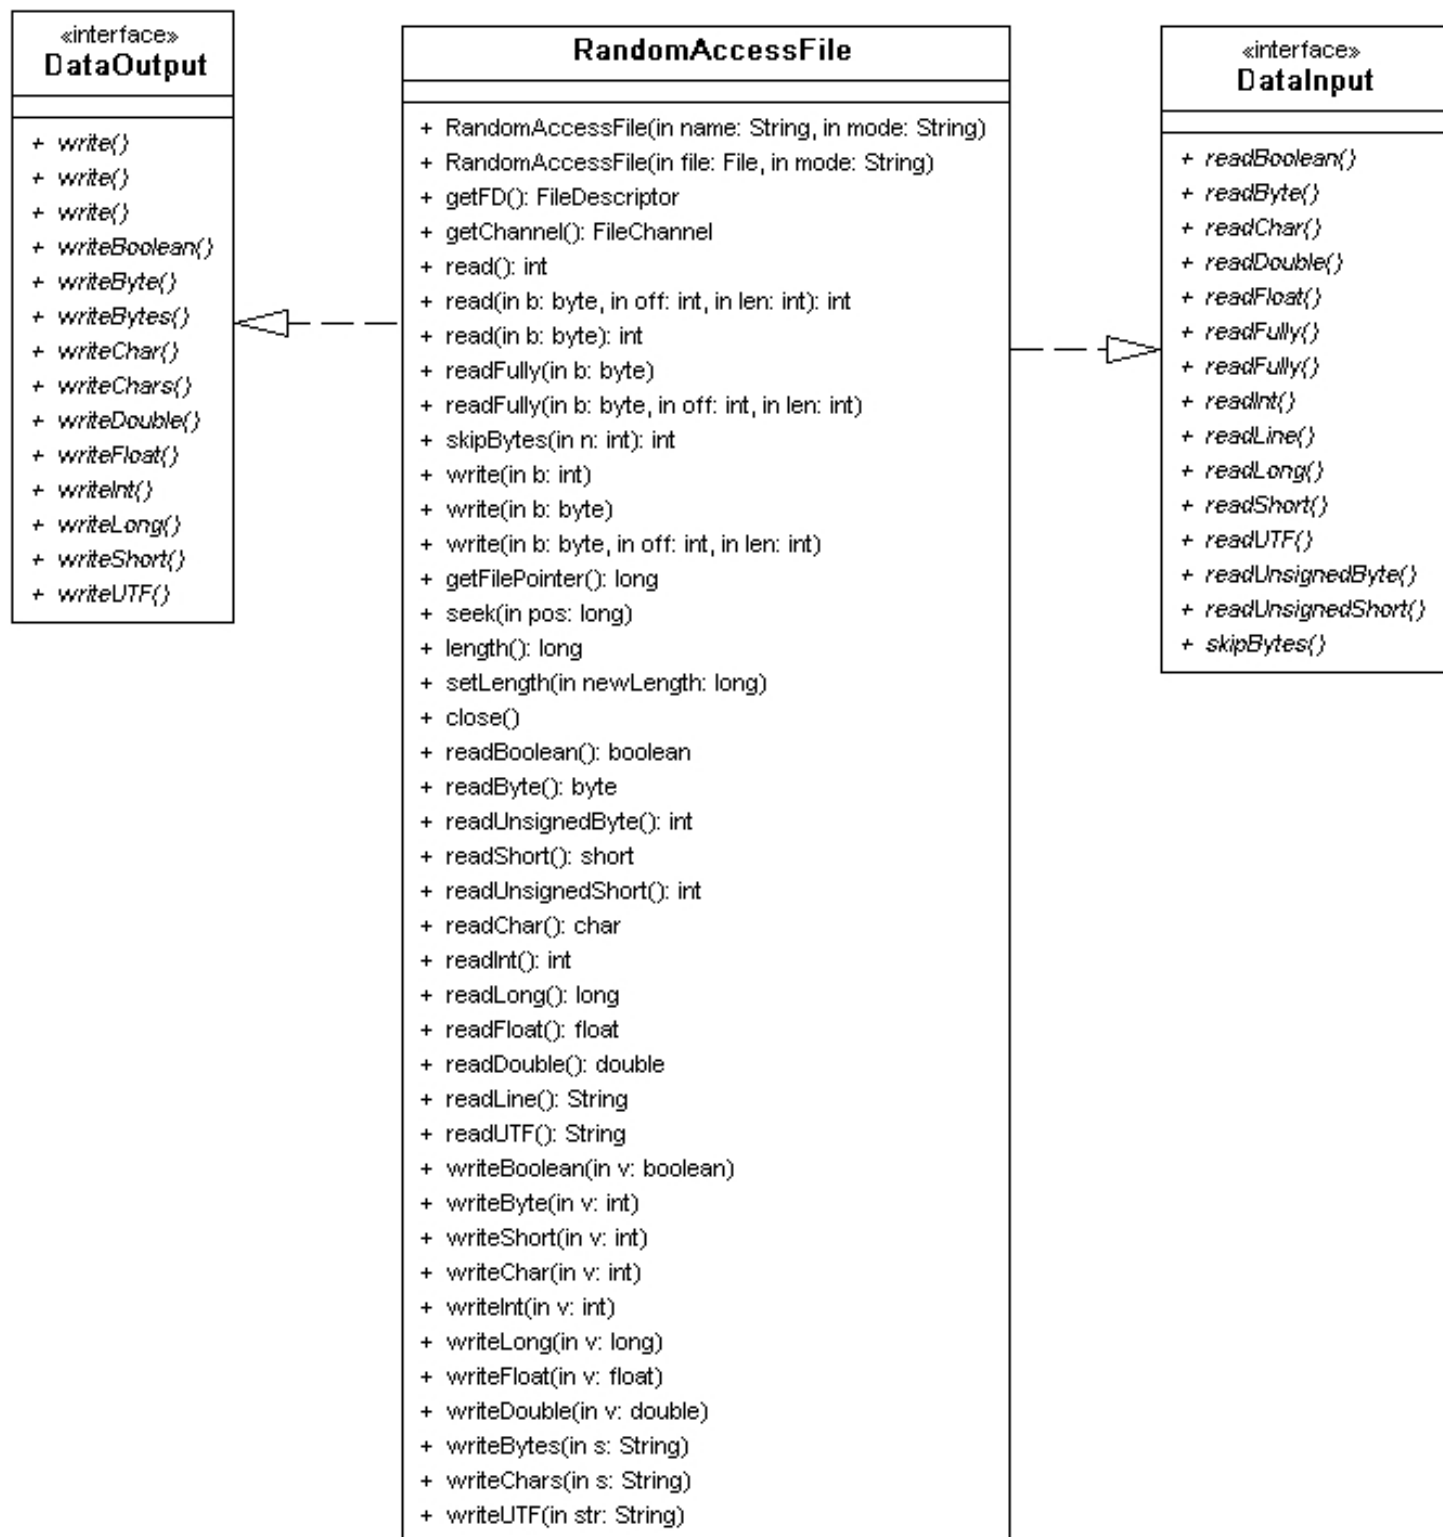 «interface»
DataOutput
+ write()
+ write()
+ write()
+ writeBoolean()
+ writeByte()
+ writeBytes()
+ writeChar()
+ writeChars()
+ writeDouble()
+ writeFloat()
+ writeInt()
+ writeLong()
+ writeShort()
+ writeUTF()
RandomAccessFile
+ RandomAccessFile(in name: String, in mode: String)
+ RandomAccessFile(in file: File, in mode: String)
+ getFD(): FileDescriptor
+ getChannel(): FileChannel
+ read(): int
+ read(in b: byte, in off: int, in len: int): int
+ read(in b: byte): int
+ readFully(in b: byte)
+ readFully(in b: byte, in off: int, in len: int)
+ skipBytes(in n: int): int
+ write(in b: int)
+ write(in b: byte)
+ write(in b: byte, in off: int, in len: int)
+ getFilePointer(): long
+ seek(in pos: long)
+ length(): long
+ setLength(in newLength: long)
+ close()
+ readBoolean(): boolean
+ readByte(): byte
+ readUnsignedByte(): int
+ readShort(): short
+ readUnsignedShort(): int
+ readChar(): char
+ readInt(): int
+ readLong(): long
+ readFloat(): float
+ readDouble(): double
+ readLine(): String
+ readUTF(): String
+ writeBoolean(in v: boolean)
+ writeByte(in v: int)
+ writeShort(in v: int)
+ writeChar(in v: int)
+ writeInt(in v: int)
+ writeLong(in v: long)
+ writeFloat(in v: float)
+ writeDouble(in v: double)
+ writeBytes(in s: String)
+ writeChars(in s: String)
+ writeUTF(in str: String)
«interface»
DataInput
+ readBoolean()
+ readByte()
+ readChar()
+ readDouble()
+ readFloat()
+ readFully()
+ readFully()
+ readInt()
+ readLine()
+ readLong()
+ readShort()
+ readUTF()
+ readUnsignedByte()
+ readUnsignedShort()
+ skipBytes()